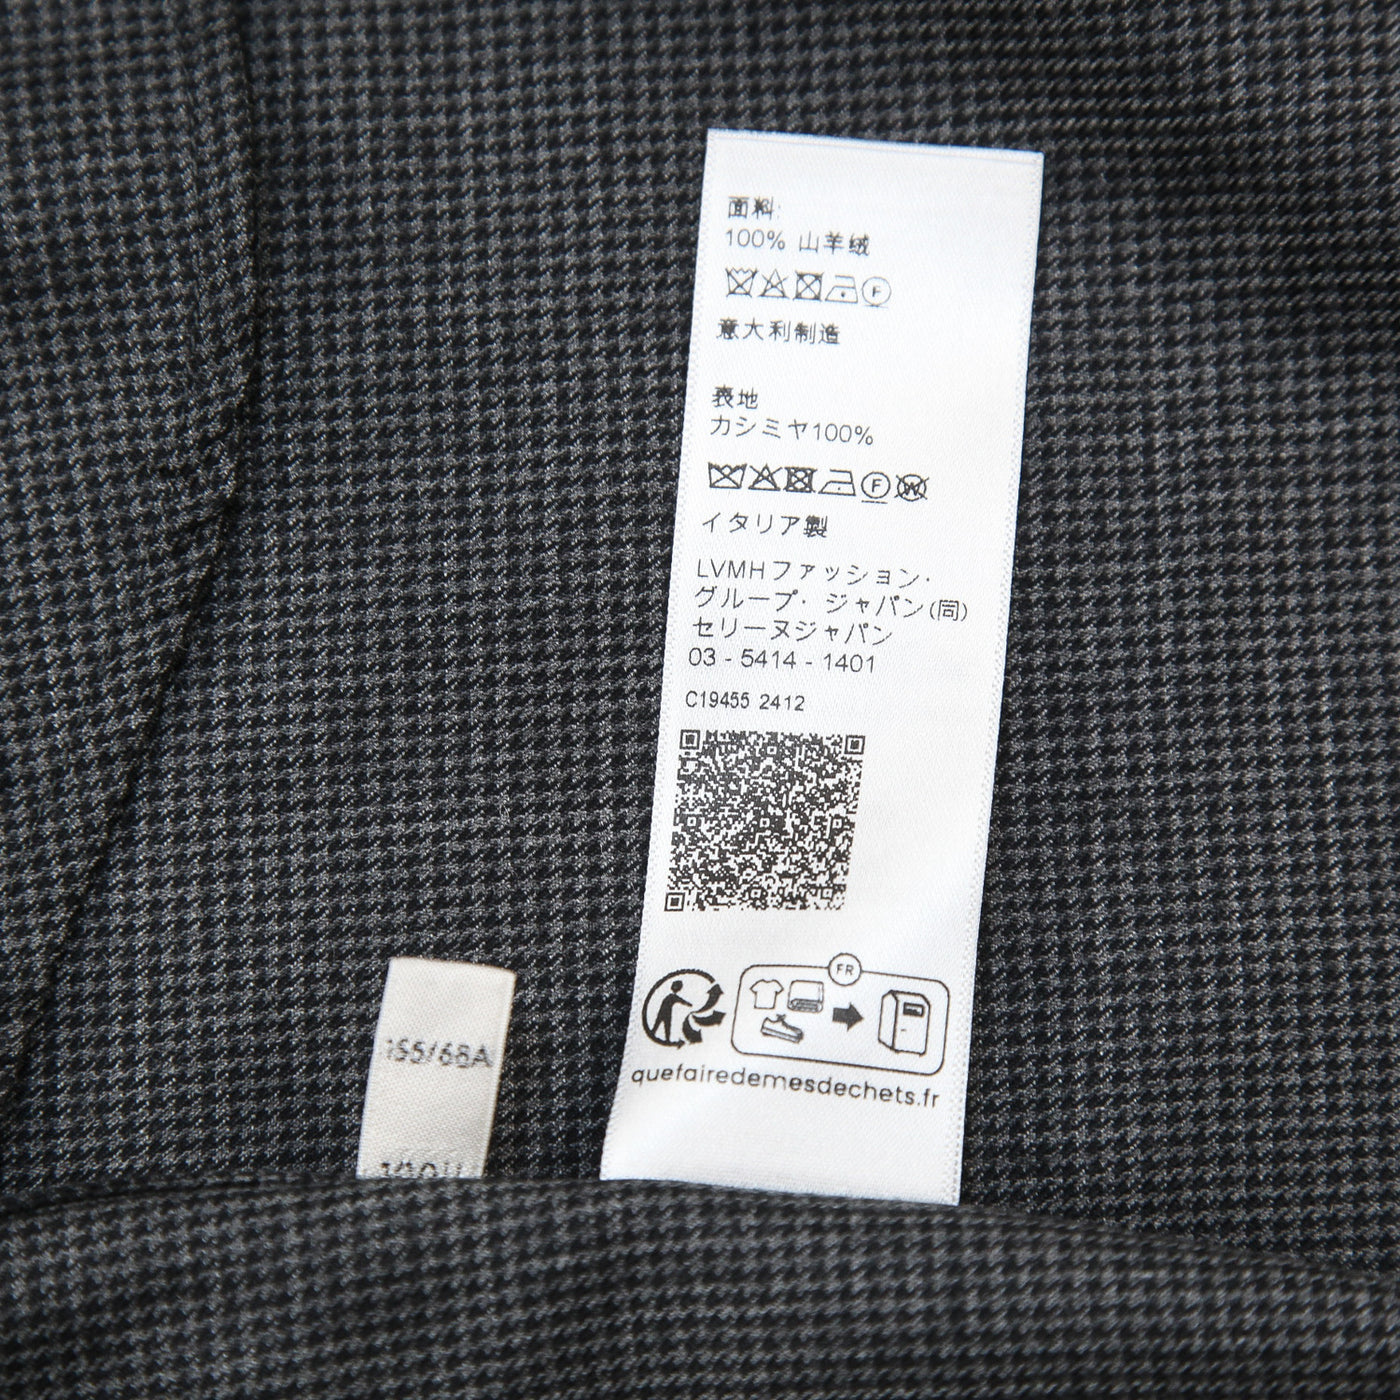 面料:
100% 山羊绒
F
意大利制造
表地
カシミヤ100%
F W
イタリア製
LVMHファッション・
グループ・ジャパン(同)
セリーヌジャパン
03 - 5414 - 1401
C19455 2412
FR
quefairedemesdechets.fr
155/68A